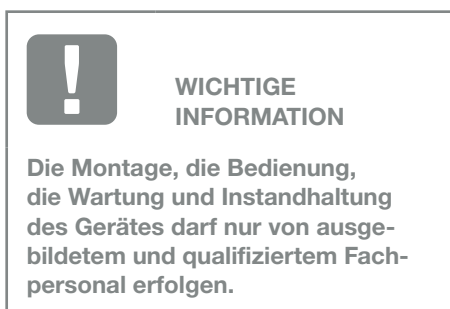 WICHTIGE
INFORMATION
Die Montage, die Bedienung,
die Wartung und Instandhaltung
des Gerätes darf nur von ausge-
bildetem und qualifiziertem Fach-
personal erfolgen.